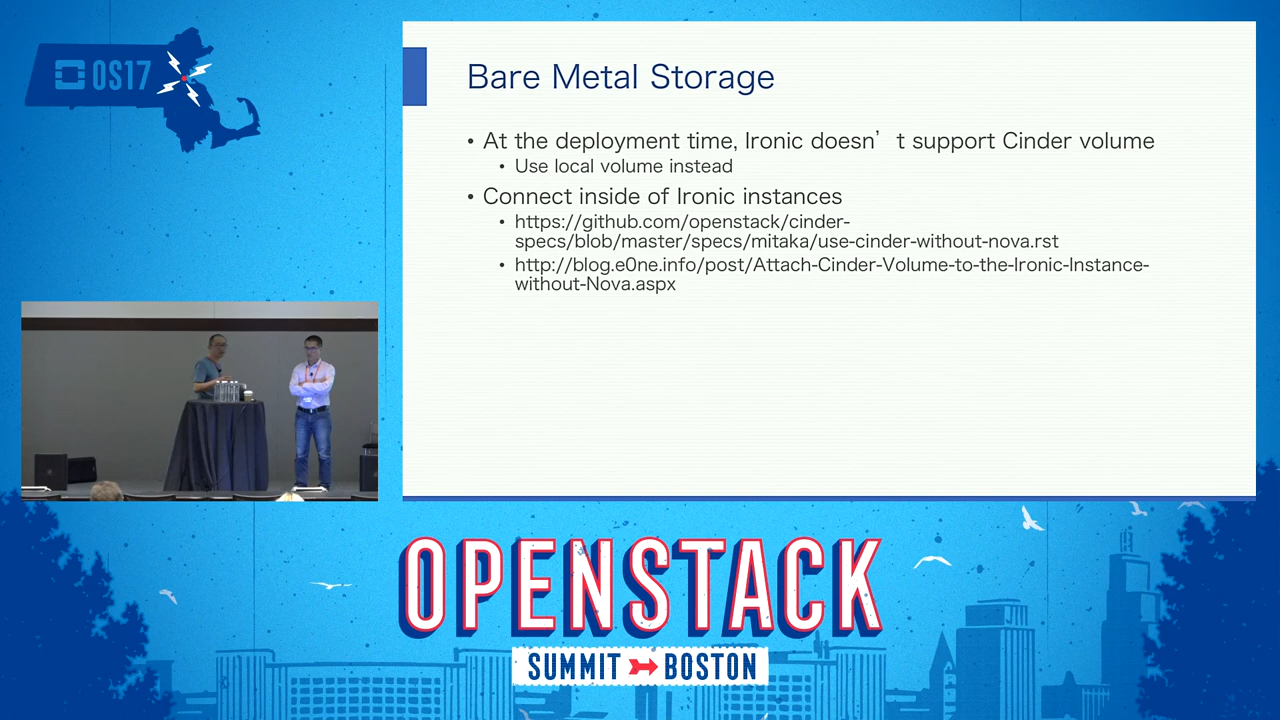 OS17
Bare Metal Storage
• At the deployment time, Ironic doesn’t support Cinder volume
• Use local volume instead
• Connect inside of Ironic instances
• https://github.com/openstack/cinder-
specs/blob/master/specs/mitaka/use-cinder-without-nova.rst
• http://blog.e0ne.info/post/Attach-Cinder-Volume-to-the-Ironic-Instance-
without-Nova.aspx
OPENSTACK
SUMMIT BOSTON